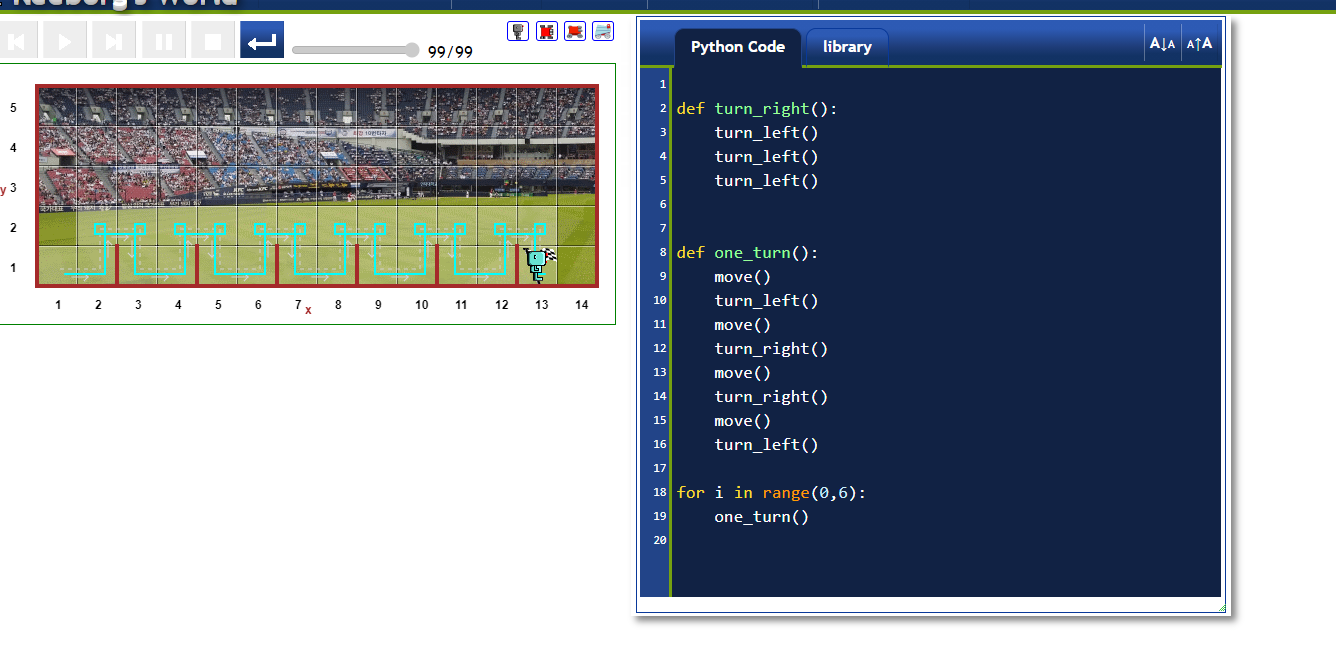 Reeborg's World
99/99
Python Code
library
A↓A
A↑A
5
4
y 3
2
1
1 2 3 4 5 6 7 8 9 10 11 12 13 14
x
1
2 def turn_right():
3     turn_left()
4     turn_left()
5     turn_left()
6
7
8 def one_turn():
9     move()
10     turn_left()
11     move()
12     turn_right()
13     move()
14     turn_right()
15     move()
16     turn_left()
17
18 for i in range(0,6):
19     one_turn()
20